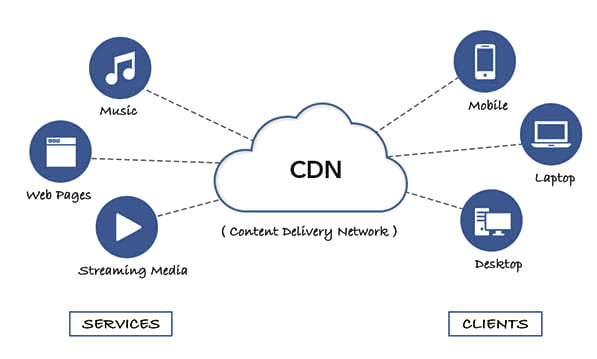 Music
Mobile
CDN
Web Pages
Laptop
( Content Delivery Network )
Streaming Media
Desktop
SERVICES
CLIENTS